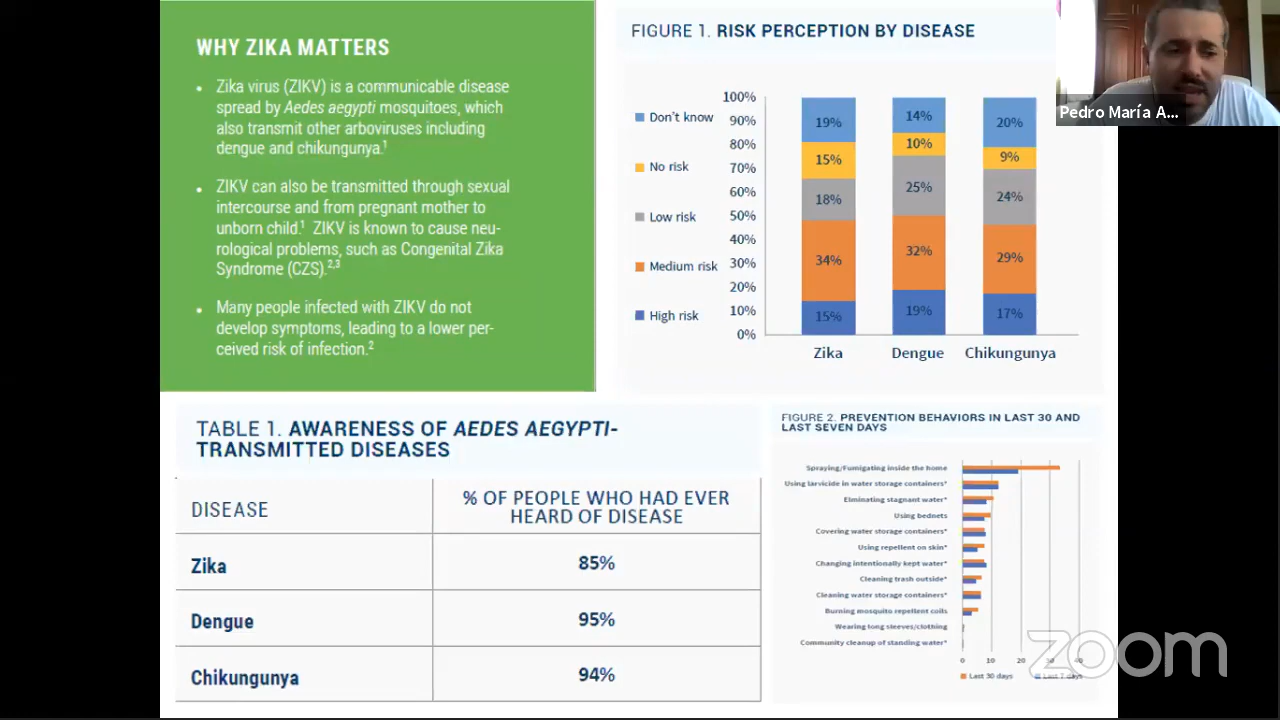 WHY ZIKA MATTERS
• Zika virus (ZIKV) is a communicable disease
spread by Aedes aegypti mosquitoes, which
also transmit other arboviruses including
dengue and chikungunya.1
• ZIKV can also be transmitted through sexual
intercourse and from pregnant mother to
unborn child.1 ZIKV is known to cause neu-
rological problems, such as Congenital Zika
Syndrome (CZS).2,3
• Many people infected with ZIKV do not
develop symptoms, leading to a lower per-
ceived risk of infection.2
FIGURE 1. RISK PERCEPTION BY DISEASE
Don't know
No risk
Low risk
Medium risk
High risk
100%
90%
80%
70%
60%
50%
40%
30%
20%
10%
0%
19% 14% 20%
15% 10% 9%
18% 25% 24%
34% 32% 29%
15% 19% 17%
Zika Dengue Chikungunya
Pedro María A...
TABLE 1. AWARENESS OF AEDES AEGYPTI-
TRANSMITTED DISEASES
DISEASE
% OF PEOPLE WHO HAD EVER
HEARD OF DISEASE
Zika 85%
Dengue 95%
Chikungunya 94%
FIGURE 2. PREVENTION BEHAVIORS IN LAST 30 AND
LAST SEVEN DAYS
Spraying/Fumigating inside the home
Using larvicide in water storage containers*
Eliminating stagnant water*
Using bednets
Covering water storage containers*
Using repellent on skin*
Changing intentionally kept water*
Cleaning trash outside*
Cleaning water storage containers*
Burning mosquito repellent coils
Wearing long sleeves/clothing
Community cleanup of standing water*
0 10 20 30 40
Last 30 days Last 7 days
zoom